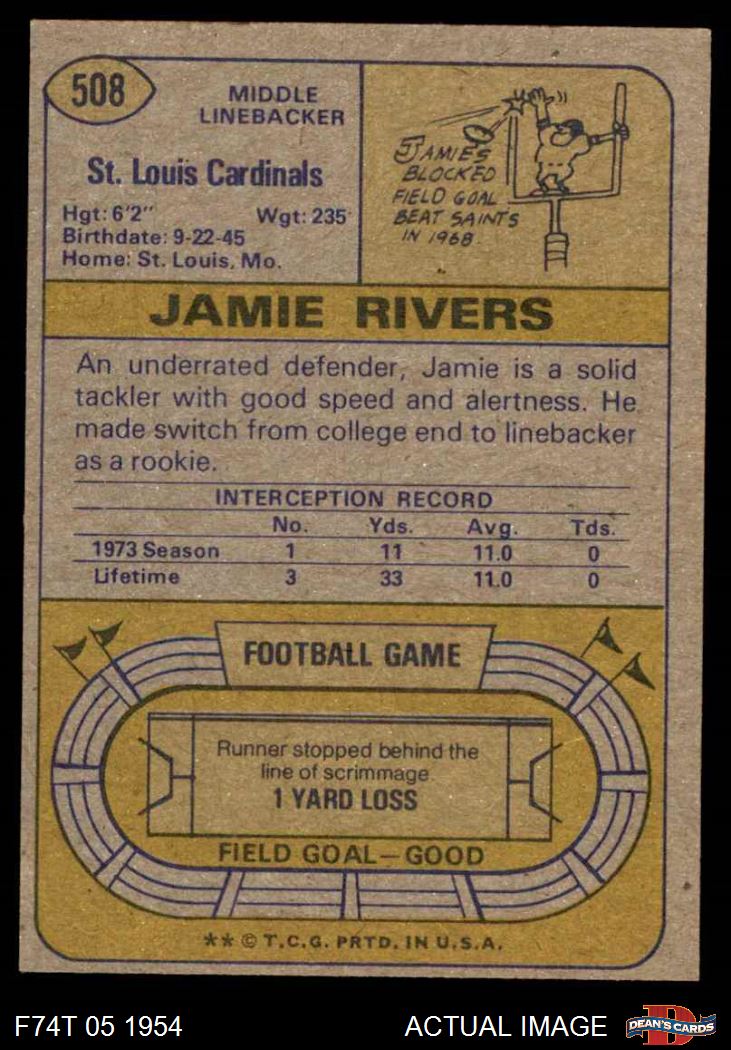 508
MIDDLE
LINEBACKER
St. Louis Cardinals
Hgt: 6'2" Wgt: 235
Birthdate: 9-22-45
Home: St. Louis, Mo.
JAMIE'S
BLOCKED
FIELD GOAL
BEAT SAINTS
IN 1968
JAMIE RIVERS
An underrated defender, Jamie is a solid
tackler with good speed and alertness. He
made switch from college end to linebacker
as a rookie.
INTERCEPTION RECORD
No. Yds. Avg. Tds.
1973 Season 1 11 11.0 0
Lifetime 3 33 11.0 0
FOOTBALL GAME
Runner stopped behind the
line of scrimmage
1 YARD LOSS
FIELD GOAL—GOOD
** © T.C.G. PRTD. IN U.S.A.
F74T 05 1954 ACTUAL IMAGE
D
DEAN'S CARDS